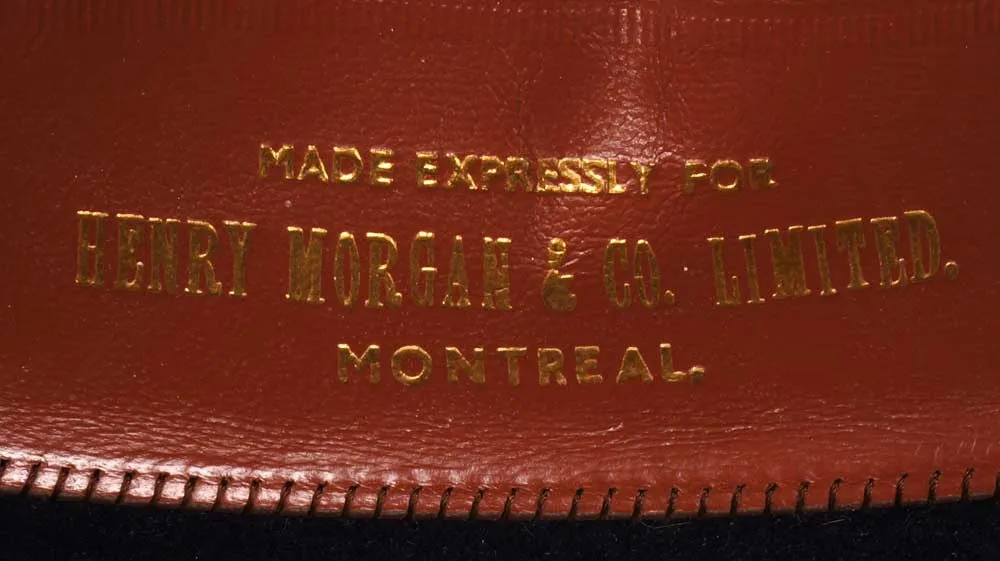 MADE EXPRESSLY FOR
HENRY MORGAN & CO. LIMITED.
MONTREAL.